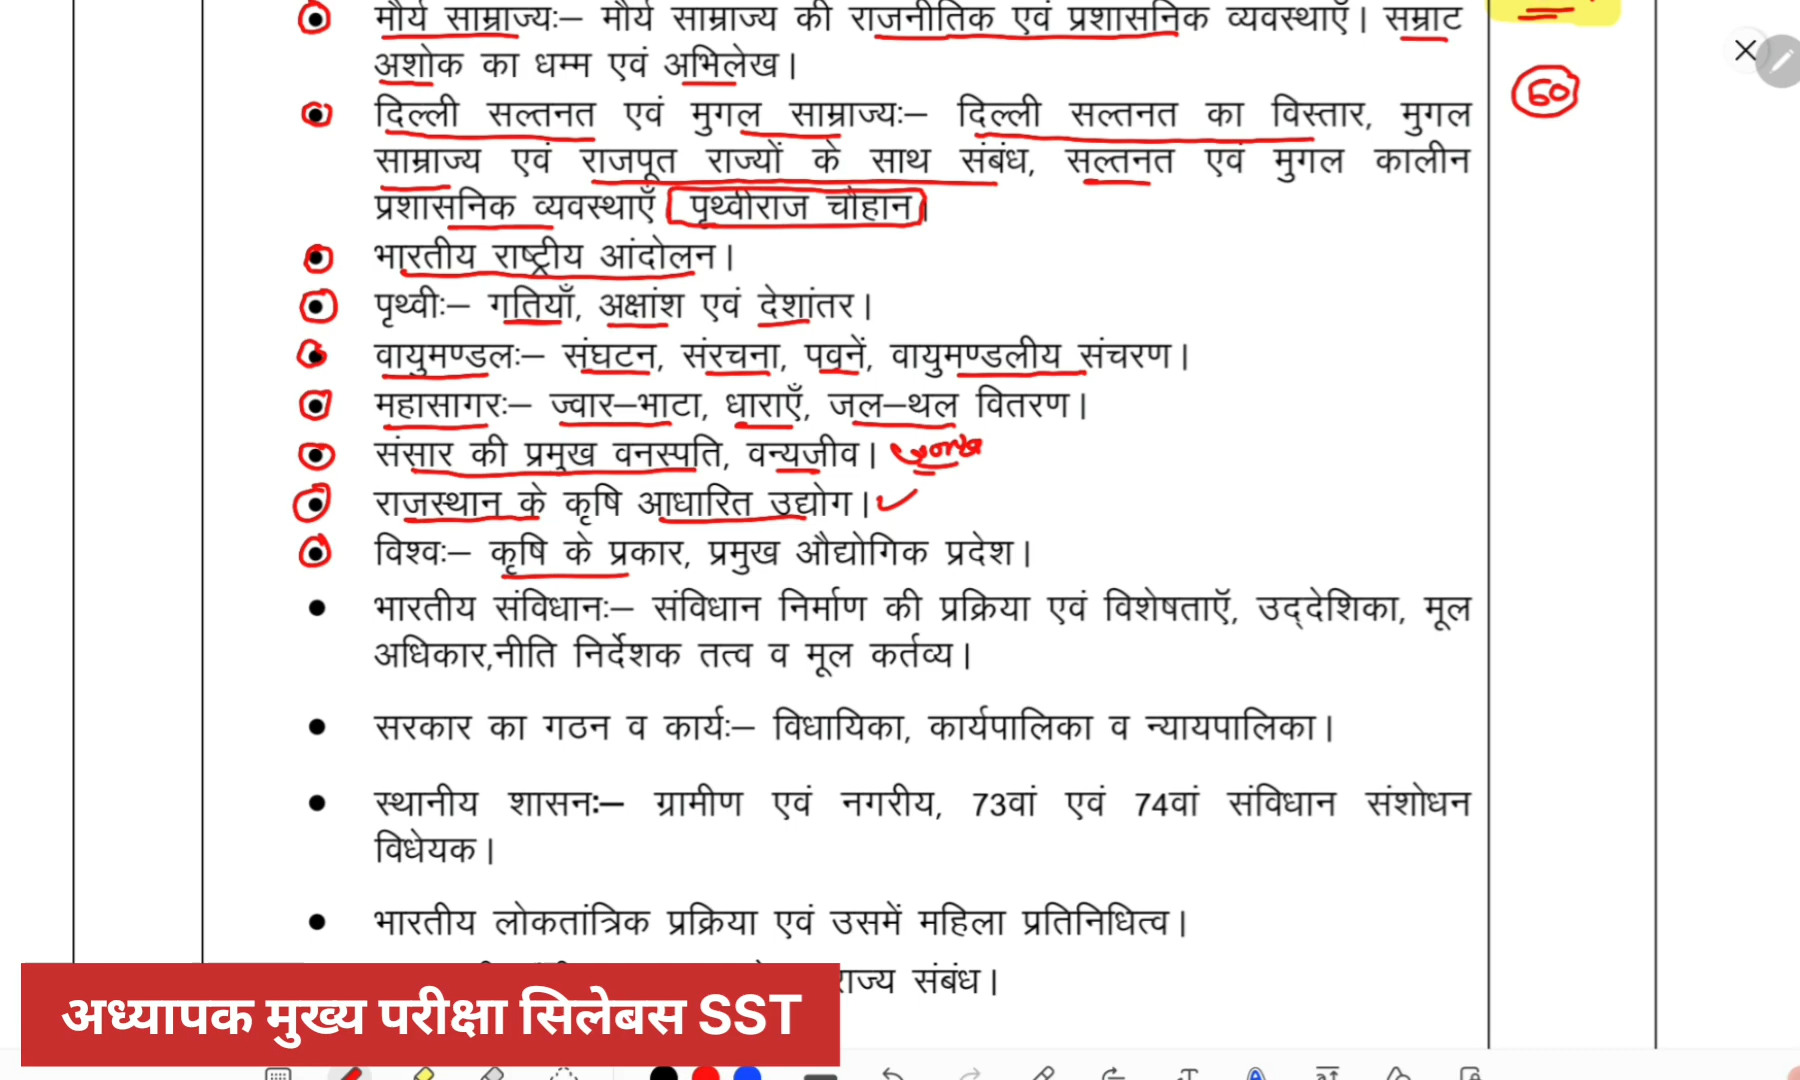 मौर्य साम्राज्यः– मौर्य साम्राज्य की राजनीतिक एवं प्रशासनिक व्यवस्थाएँ। सम्राट
अशोक का धम्म एवं अभिलेख।
60
● दिल्ली सल्तनत एवं मुगल साम्राज्यः– दिल्ली सल्तनत का विस्तार, मुगल
साम्राज्य एवं राजपूत राज्यों के साथ संबंध, सल्तनत एवं मुगल कालीन
प्रशासनिक व्यवस्थाएँ पृथ्वीराज चौहान।
● भारतीय राष्ट्रीय आंदोलन।
● पृथ्वीः– गतियाँ, अक्षांश एवं देशांतर।
● वायुमण्डलः– संघटन, संरचना, पवनें, वायुमण्डलीय संचरण।
● महासागरः– ज्वार–भाटा, धाराएँ, जल–थल वितरण।
● संसार की प्रमुख वनस्पति, वन्यजीव।
● राजस्थान के कृषि आधारित उद्योग।
● विश्वः– कृषि के प्रकार, प्रमुख औद्योगिक प्रदेश।
● भारतीय संविधानः– संविधान निर्माण की प्रक्रिया एवं विशेषताऍ, उद्देशिका, मूल
अधिकार,नीति निर्देशक तत्व व मूल कर्तव्य।
● सरकार का गठन व कार्यः– विधायिका, कार्यपालिका व न्यायपालिका।
● स्थानीय शासनः– ग्रामीण एवं नगरीय, 73वां एवं 74वां संविधान संशोधन
विधेयक।
● भारतीय लोकतांत्रिक प्रक्रिया एवं उसमें महिला प्रतिनिधित्व।
राज्य संबंध।
अध्यापक मुख्य परीक्षा सिलेबस SST